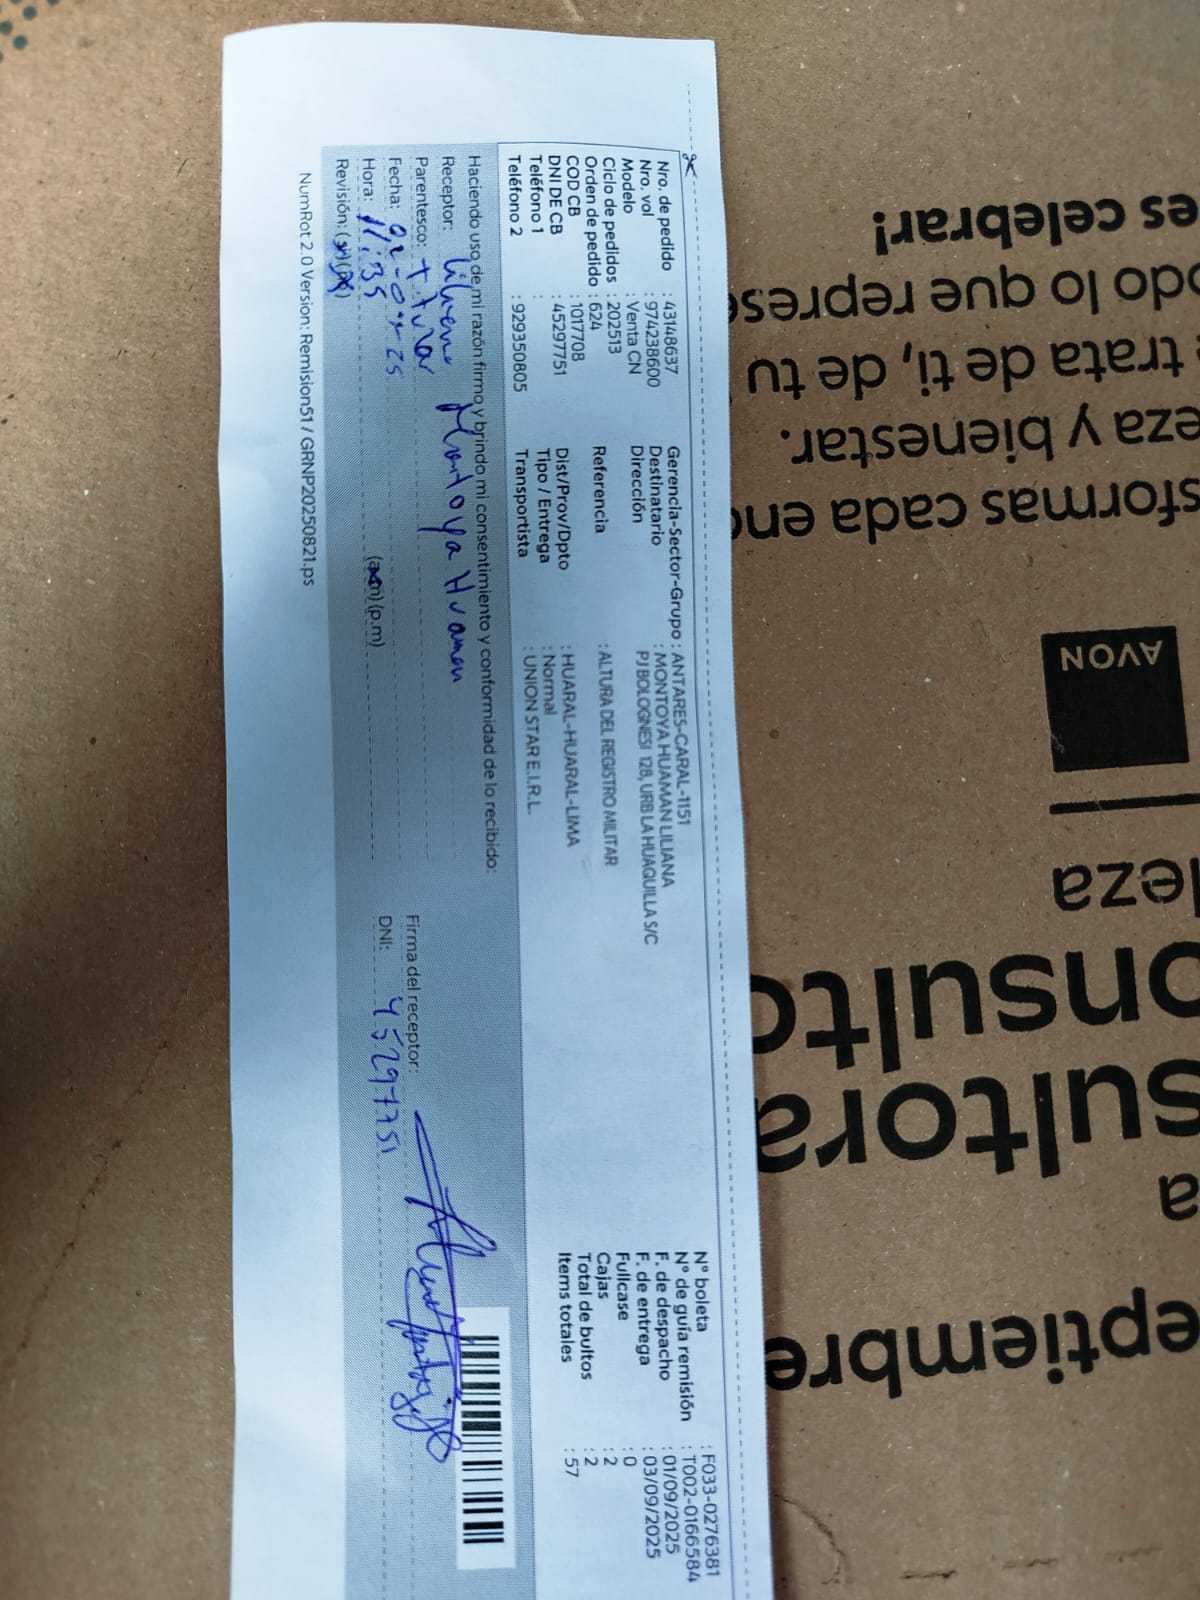 Nro. de pedido : 43148637
Nro. vol : 974238600
Modelo : Venta CN
Ciclo de pedidos : 202513
Orden de pedido : 624
COD CB : 1017708
DNI DE CB : 45297751
Teléfono 1 :
Teléfono 2 : 929350805
Gerencia-Sector-Grupo : ANTARES-CARAL-1151
Destinatario : MONTOYA HUAMAN LILIANA
Dirección PJ BOLOGNESI 128, URB LA HUAQUILLA S/C
Referencia : ALTURA DEL REGISTRO MILITAR
Dist/Prov/Dpto : HUARAL-HUARAL-LIMA
Tipo / Entrega : Normal
Transportista : UNION STAR E.I.R.L.
N° boleta : F033-0276381
N° de guía remisión : T002-0166584
F. de despacho : 01/09/2025
F. de entrega : 03/09/2025
Fullcase : 0
Cajas : 2
Total de bultos : 2
Items totales : 57
Haciendo uso de mi razón firmo y brindo mi consentimiento y conformidad de lo recibido:
Receptor: Montoya Huaman
Parentesco: titular
Fecha: 02-09-25
Hora: 11:35 (a.m) (p.m)
Revisión:
Firma del receptor:
DNI: 45297751
NumRot 2.0 Version: Remision51 / GRNP20250821.ps
es celebrar!
odo lo que represe
trata de ti, de tu
eza y bienestar.
sformas cada en
AVON
leza
onsulto
sultora
a
eptiembre